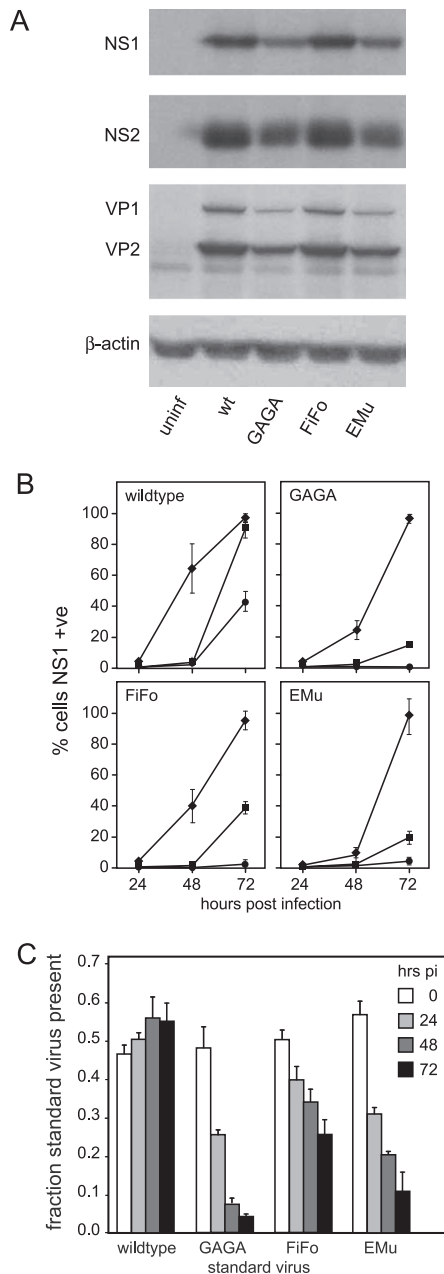 A
NS1
NS2
VP1
VP2
β-actin
uninf wt GAGA FiFo EMu
B
wildtype GAGA
100
80
60
40
20
0
% cells NS1 +ve
FiFo EMu
100
80
60
40
20
0
24 48 72 24 48 72
hours post infection
C
fraction standard virus present
0.7
0.6
0.5
0.4
0.3
0.2
0.1
0.0
hrs pi
0
24
48
72
wildtype GAGA FiFo EMu
standard virus